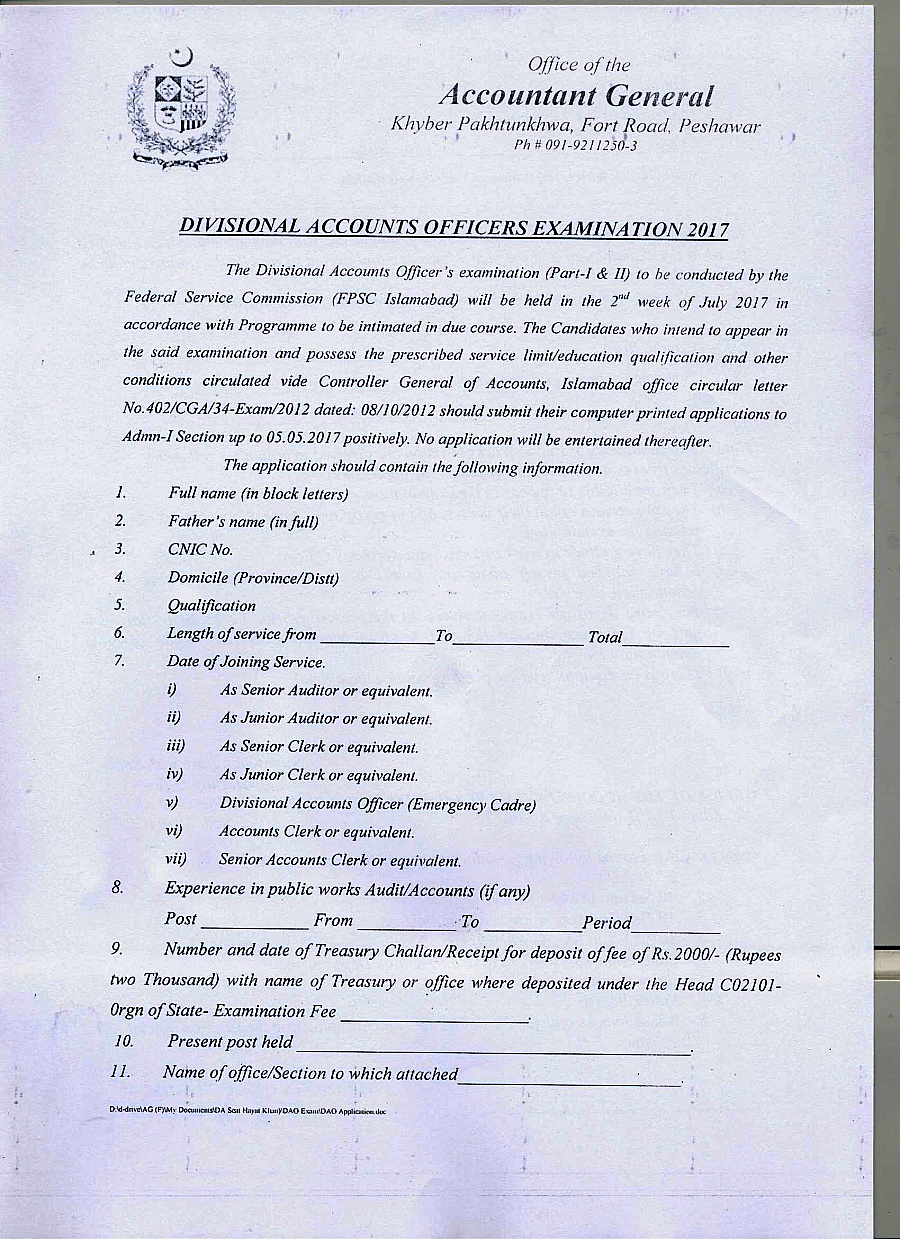 Office of the
Accountant General
Khyber Pakhtunkhwa, Fort Road, Peshawar
Ph # 091-9211250-3
DIVISIONAL ACCOUNTS OFFICERS EXAMINATION 2017
The Divisional Accounts Officer's examination (Part-I & II) to be conducted by the
Federal Service Commission (FPSC Islamabad) will be held in the 2nd week of July 2017 in
accordance with Programme to be intimated in due course. The Candidates who intend to appear in
the said examination and possess the prescribed service limit/education qualification and other
conditions circulated vide Controller General of Accounts, Islamabad office circular letter
No.402/CGA/34-Exam/2012 dated: 08/10/2012 should submit their computer printed applications to
Admn-I Section up to 05.05.2017 positively. No application will be entertained thereafter.
The application should contain the following information.
1. Full name (in block letters)
2. Father's name (in full)
3. CNIC No.
4. Domicile (Province/Distt)
5. Qualification
6. Length of service from ____________ To ______________ Total ____________
7. Date of Joining Service.
i) As Senior Auditor or equivalent.
ii) As Junior Auditor or equivalent.
iii) As Senior Clerk or equivalent.
iv) As Junior Clerk or equivalent.
v) Divisional Accounts Officer (Emergency Cadre)
vi) Accounts Clerk or equivalent.
vii) Senior Accounts Clerk or equivalent.
8. Experience in public works Audit/Accounts (if any)
Post ___________ From __________ To __________ Period _________
9. Number and date of Treasury Challan/Receipt for deposit of fee of Rs.2000/- (Rupees
two Thousand) with name of Treasury or office where deposited under the Head C02101-
Orgn of State- Examination Fee ____________________.
10. Present post held __________________________________________.
11. Name of office/Section to which attached ________________________.
D:\d-drive\AG (F)\My Documents\DA Seat Hayat Khan)\DAO Exam\DAO Application.doc